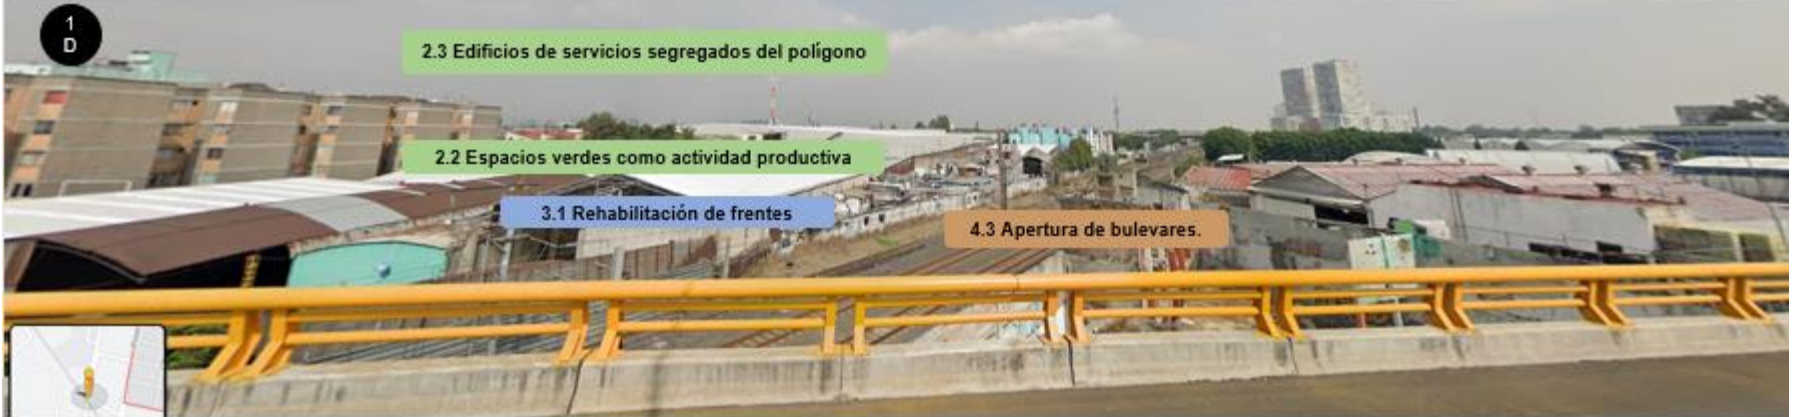 1
D
2.3 Edificios de servicios segregados del polígono
2.2 Espacios verdes como actividad productiva
3.1 Rehabilitación de frentes
4.3 Apertura de bulevares.